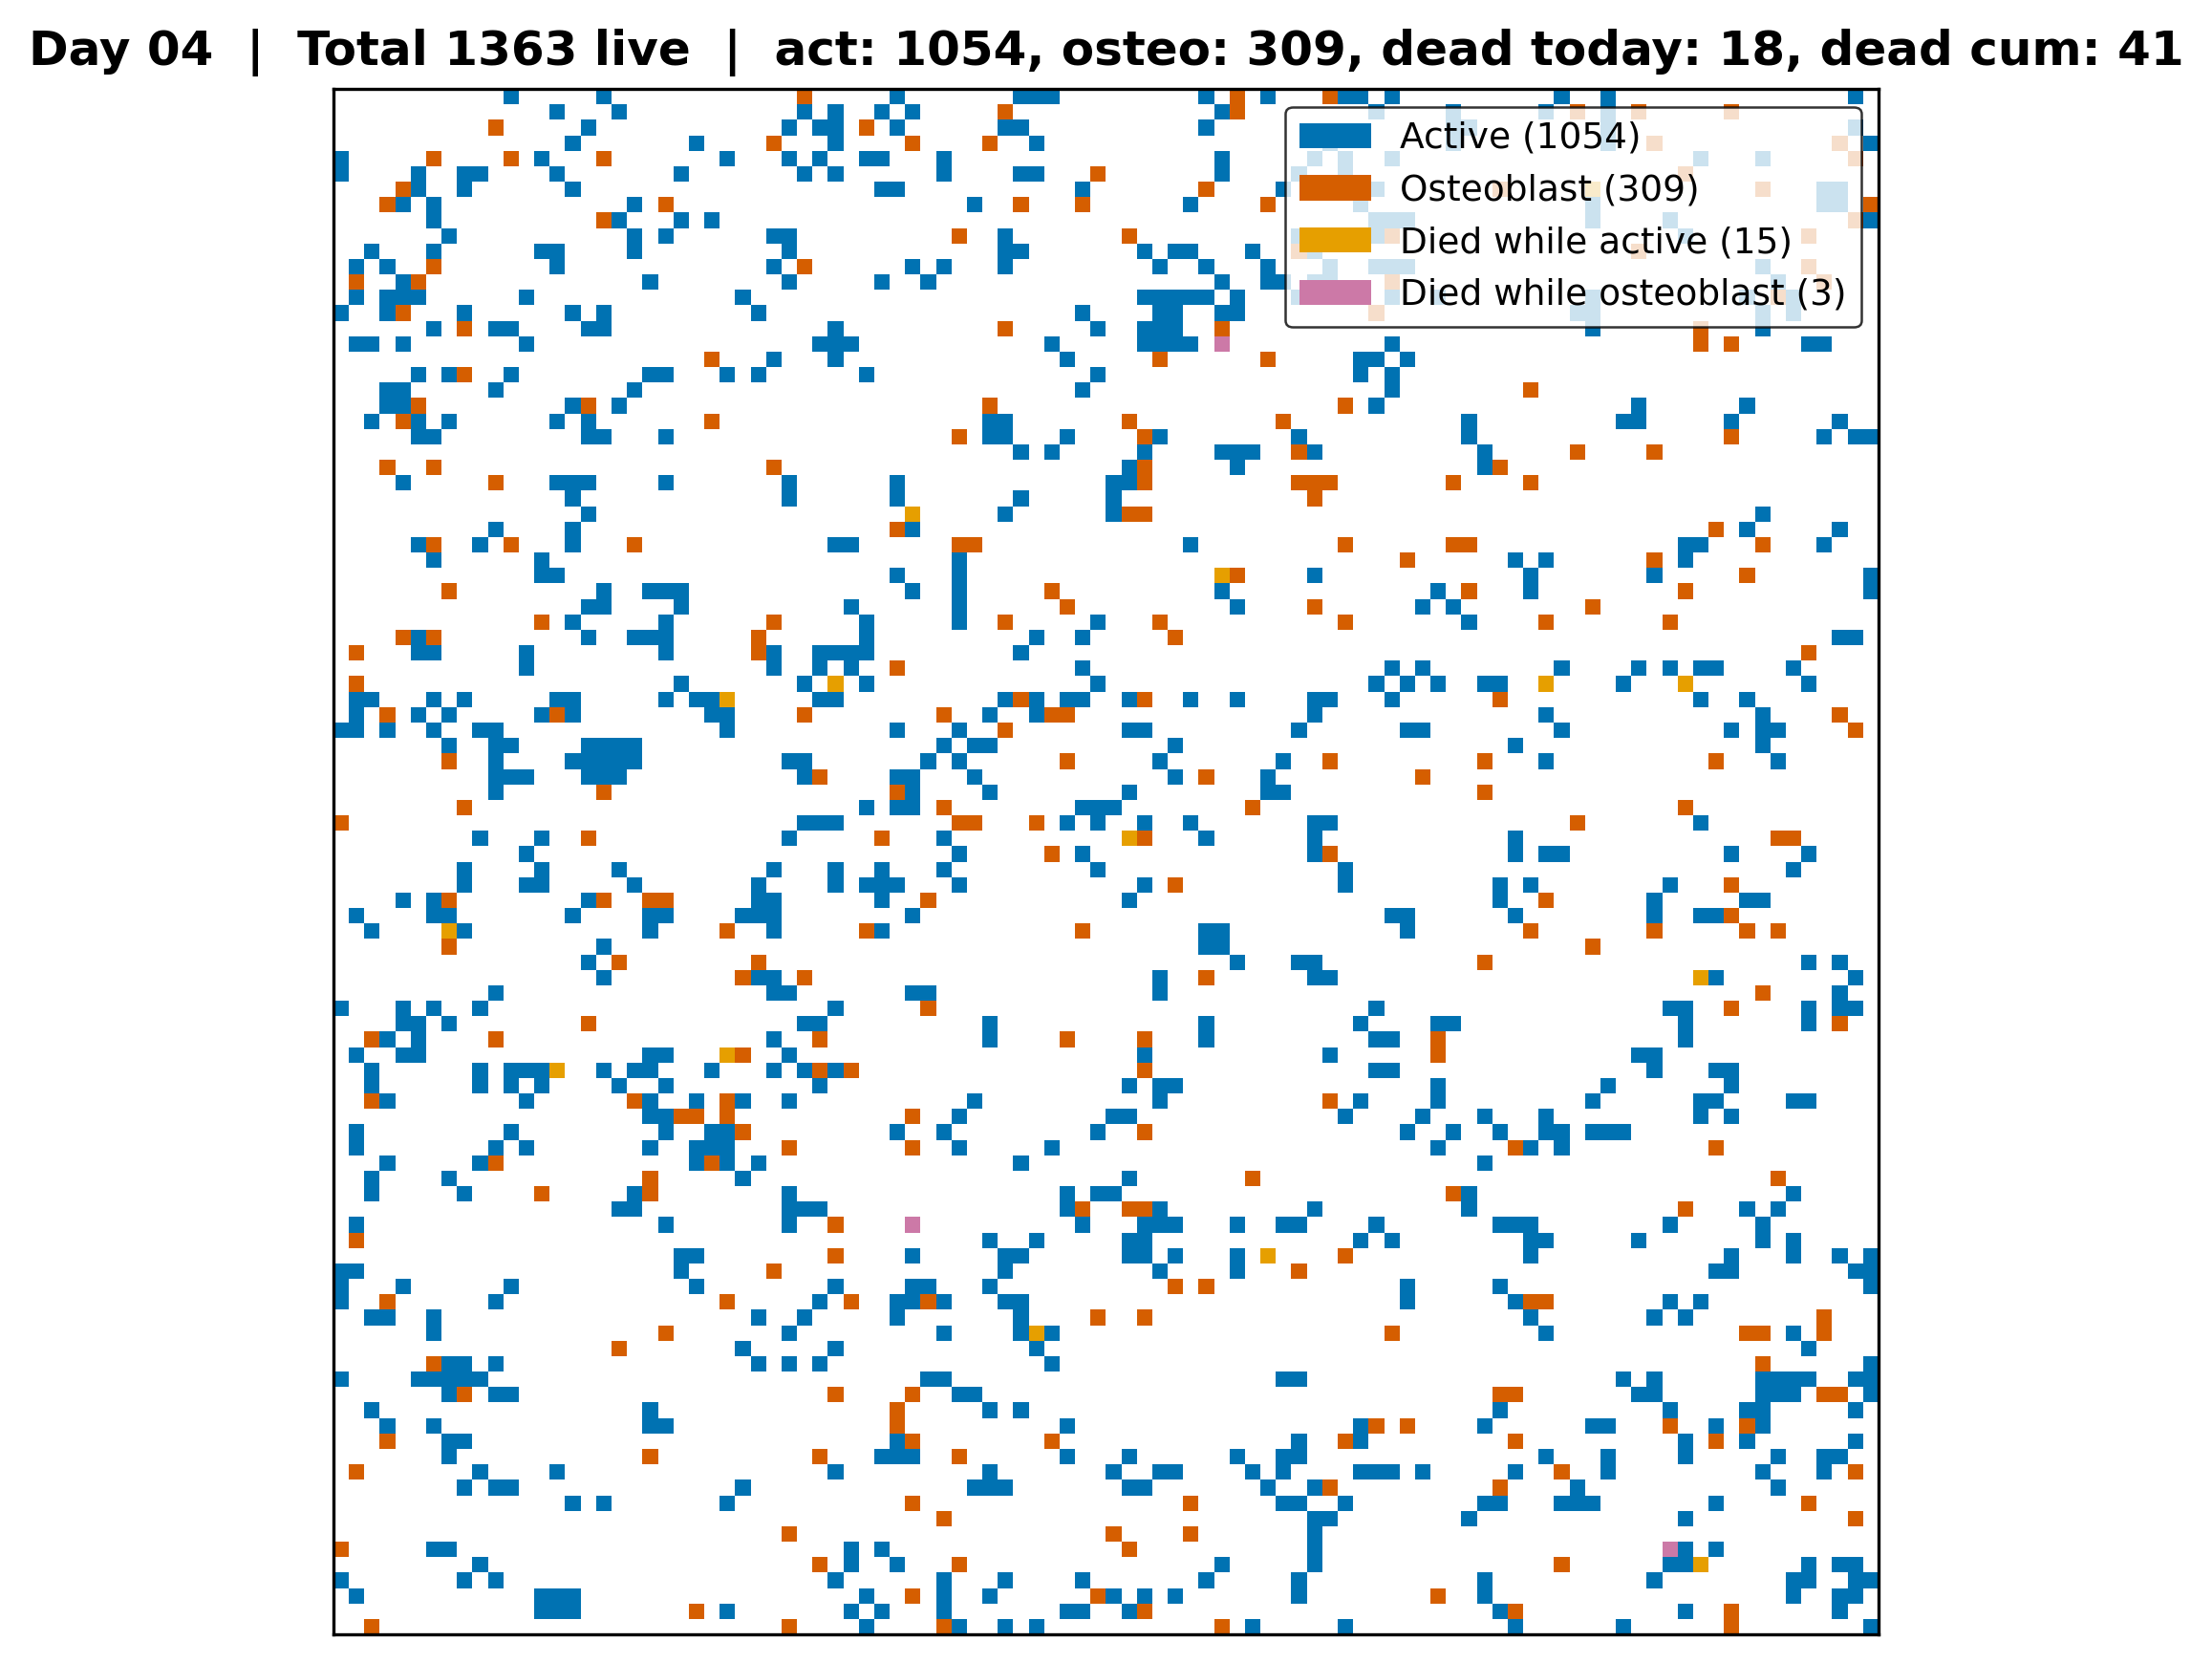 Day 04 | Total 1363 live | act: 1054, osteo: 309, dead today: 18, dead cum: 41
Active (1054)
Osteoblast (309)
Died while active (15)
Died while osteoblast (3)